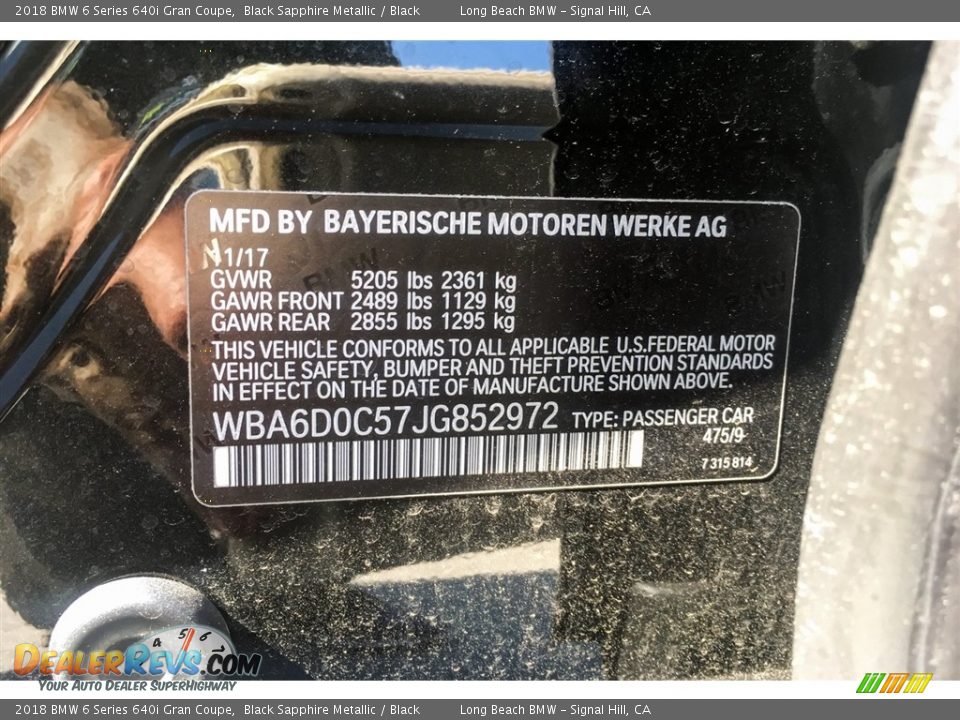 2018 BMW 6 Series 640i Gran Coupe, Black Sapphire Metallic / Black Long Beach BMW - Signal Hill, CA
MFD BY BAYERISCHE MOTOREN WERKE AG
11/17
GVWR 5205 lbs 2361 kg
GAWR FRONT 2489 lbs 1129 kg
GAWR REAR 2855 lbs 1295 kg
THIS VEHICLE CONFORMS TO ALL APPLICABLE U.S.FEDERAL MOTOR
VEHICLE SAFETY, BUMPER AND THEFT PREVENTION STANDARDS
IN EFFECT ON THE DATE OF MANUFACTURE SHOWN ABOVE.
WBA6D0C57JG852972 TYPE: PASSENGER CAR
475/9
7 315 814
4 5 6
DEALERREVS.COM
YOUR AUTO DEALER SUPERHIGHWAY
2018 BMW 6 Series 640i Gran Coupe, Black Sapphire Metallic / Black Long Beach BMW - Signal Hill, CA